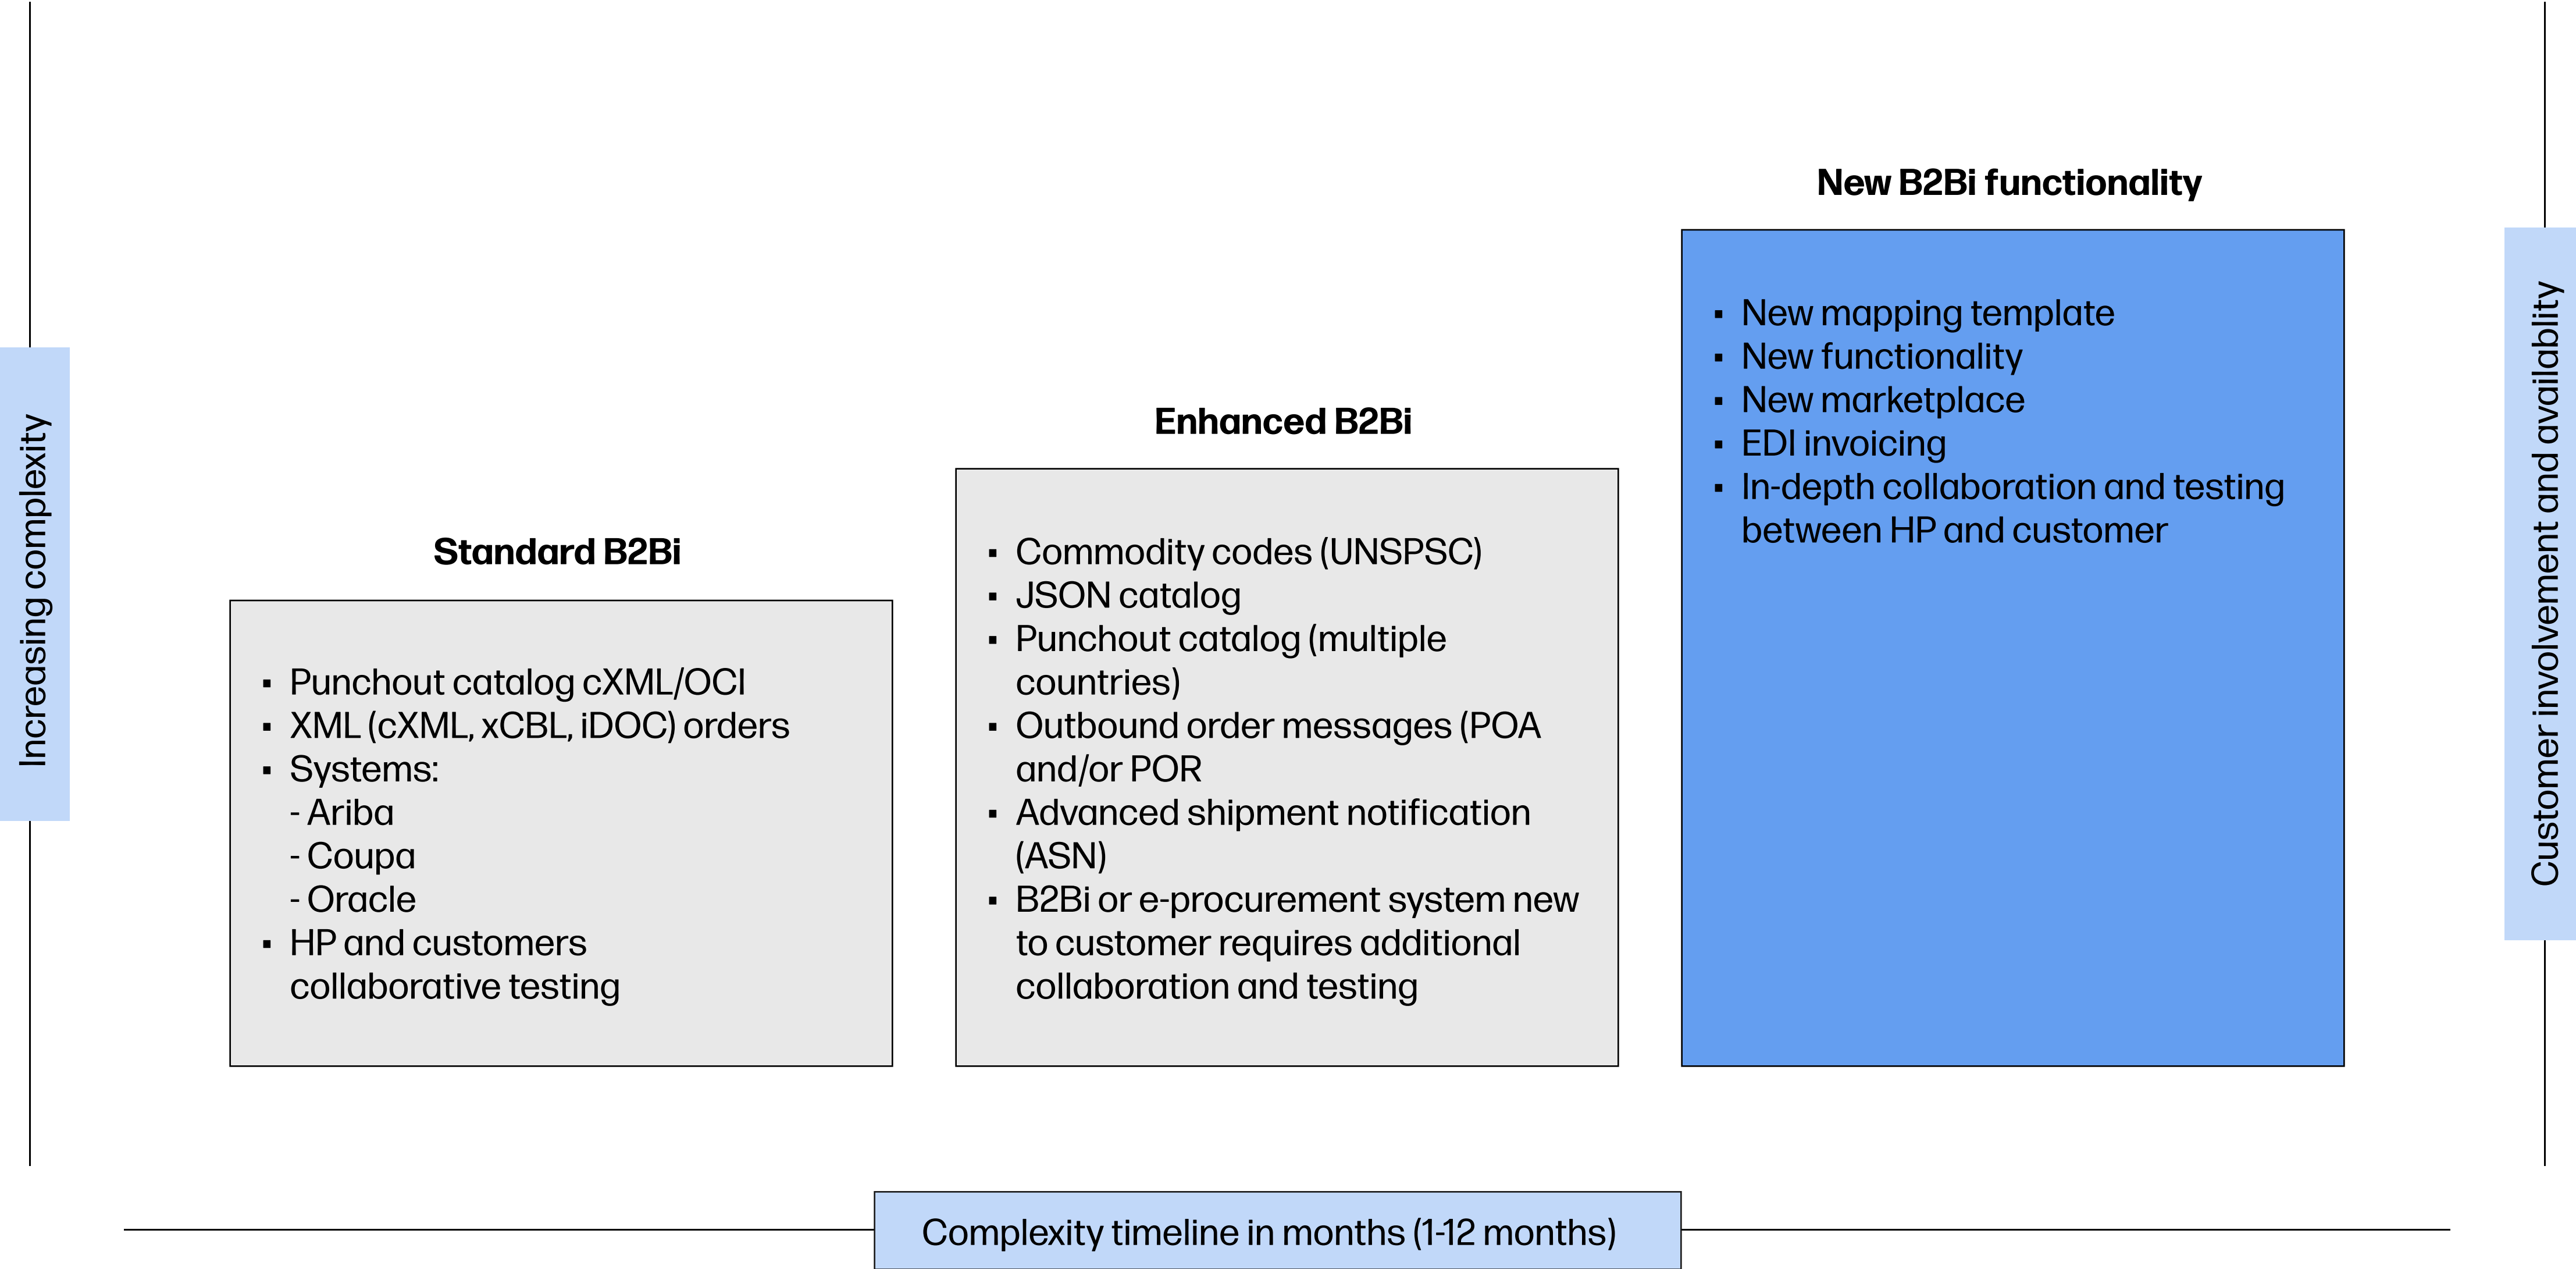 Increasing complexity
Standard B2Bi
▪ Punchout catalog cXML/OCI
▪ XML (cXML, xCBL, iDOC) orders
▪ Systems:
- Ariba
- Coupa
- Oracle
▪ HP and customers
collaborative testing
Enhanced B2Bi
▪ Commodity codes (UNSPSC)
▪ JSON catalog
▪ Punchout catalog (multiple
countries)
▪ Outbound order messages (POA
and/or POR
▪ Advanced shipment notification
(ASN)
▪ B2Bi or e-procurement system new
to customer requires additional
collaboration and testing
New B2Bi functionality
▪ New mapping template
▪ New functionality
▪ New marketplace
▪ EDI invoicing
▪ In-depth collaboration and testing
between HP and customer
Customer involvement and availablity
Complexity timeline in months (1-12 months)